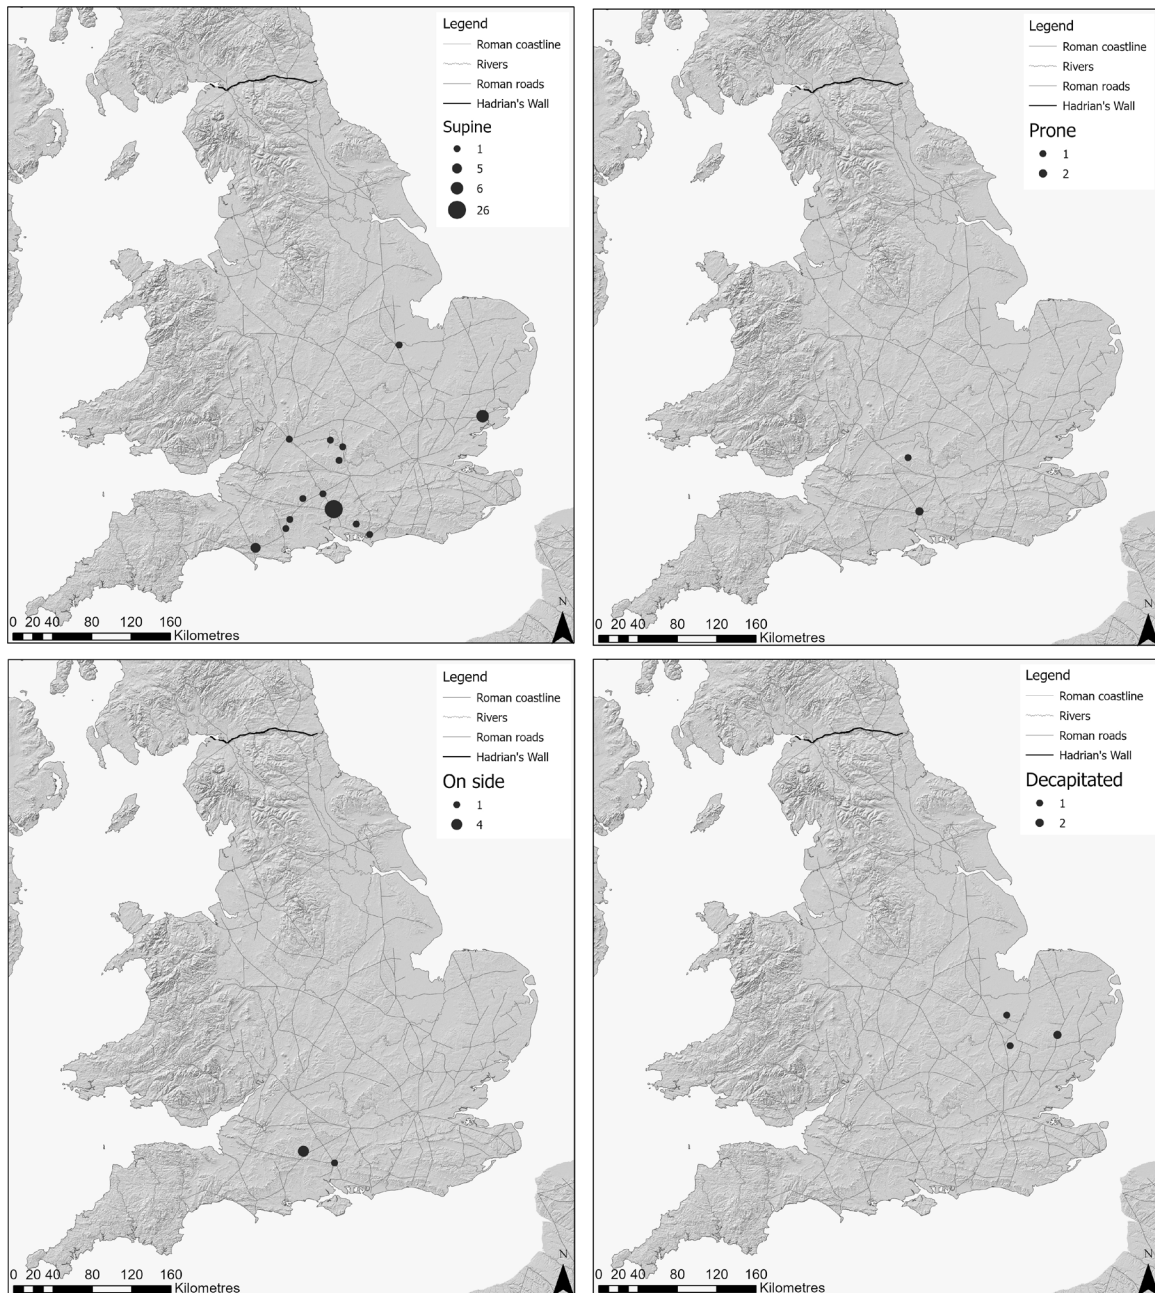 Legend
Roman coastline
Rivers
Roman roads
Hadrian's Wall
Supine
1
5
6
26
N
0 20 40 80 120 160
Kilometres
Legend
Roman coastline
Rivers
Roman roads
Hadrian's Wall
Prone
1
2
N
0 20 40 80 120 160
Kilometres
Legend
Roman coastline
Rivers
Roman roads
Hadrian's Wall
On side
1
4
N
0 20 40 80 120 160
Kilometres
Legend
Roman coastline
Rivers
Roman roads
Hadrian's Wall
Decapitated
1
2
N
0 20 40 80 120 160
Kilometres